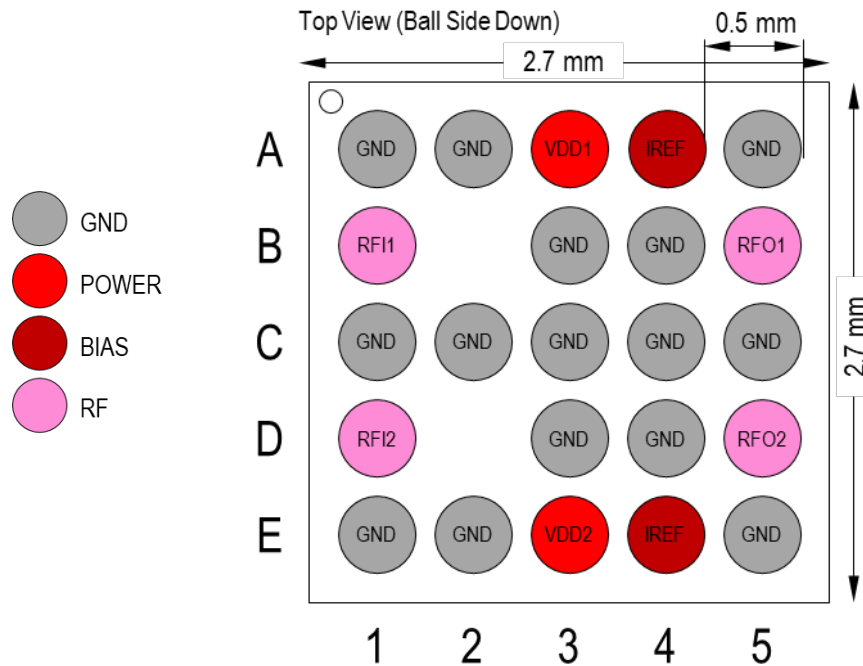 Top View (Ball Side Down)
0.5 mm
2.7 mm
A GND GND VDD1 IREF GND
GND
B RFI1 GND GND RFO1
POWER
C GND GND GND GND GND
2.7 mm
BIAS
RF
D RFI2 GND GND RFO2
E GND GND VDD2 IREF GND
1 2 3 4 5